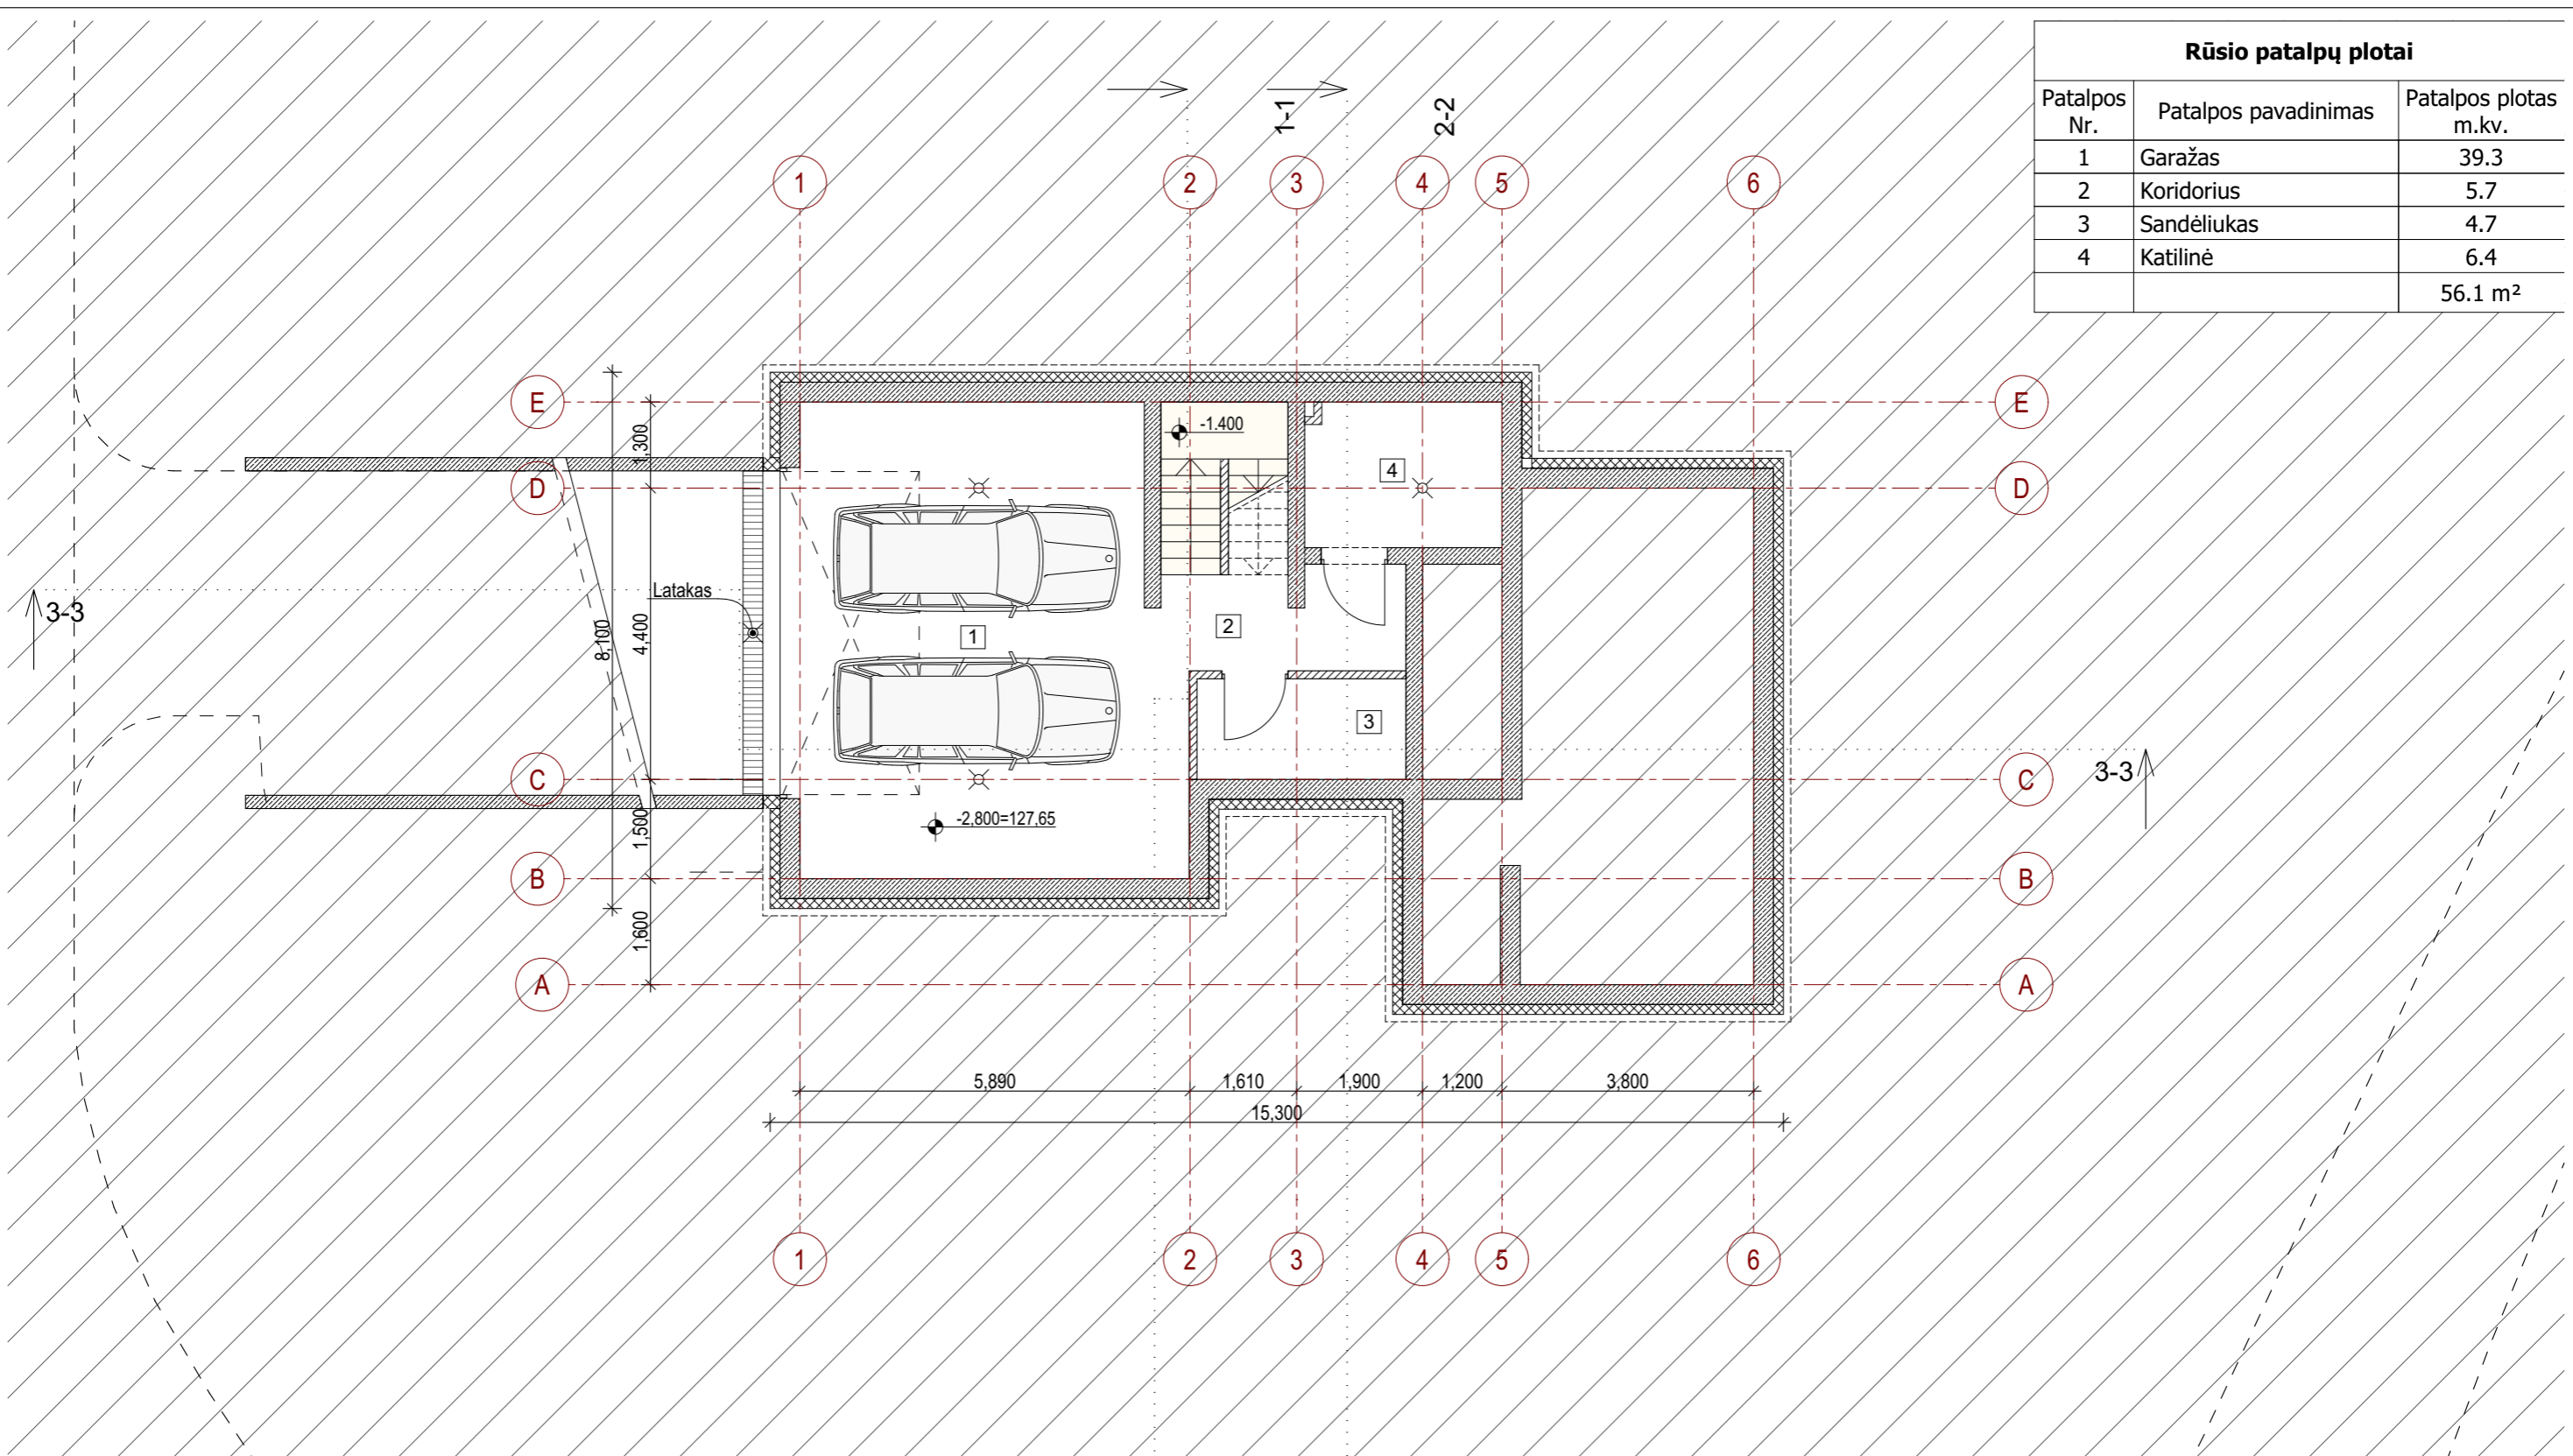 Rūsio patalpų plotai
Patalpos Nr. Patalpos pavadinimas Patalpos plotas m.kv.
1 Garažas 39.3
2 Koridorius 5.7
3 Sandėliukas 4.7
4 Katilinė 6.4
56.1 m²
1-1
2-2
1 2 3 4 5 6
E E
-1.400
1,300
4
D D
Latakas
3-3
8,100
4,400
1
2
3
C C
3-3
-2,800=127,65
1,500
B B
1,600
A A
5,890 1,610 1,900 1,200 3,800
15,300
1 2 3 4 5 6